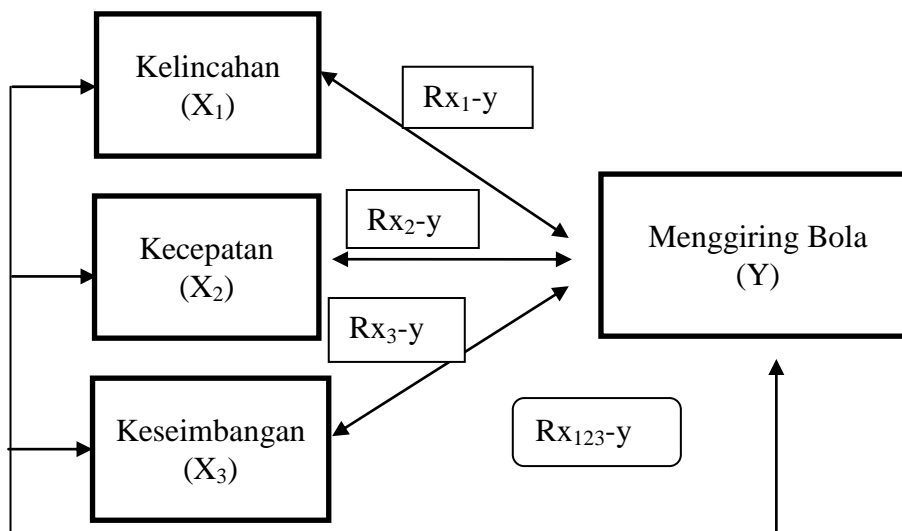 Kelincahan
(X₁)
Rx₁-y
Rx₂-y
Kecepatan
(X₂)
Menggiring Bola
(Y)
Rx₃-y
Keseimbangan
(X₃)
Rx₁₂₃-y